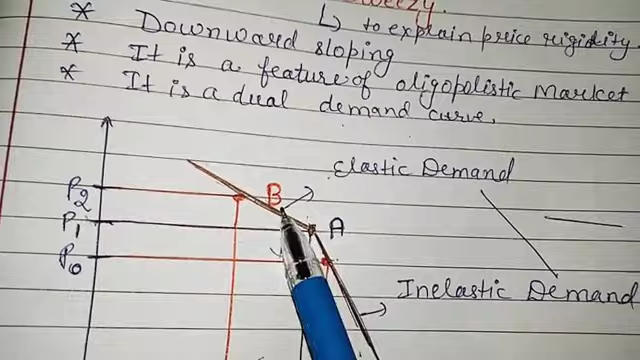 Sweezy.
↳ to explain price rigidity.
* Downward sloping
* It is a feature of oligopolistic Market
* It is a dual demand curve.
Elastic Demand
P2
B
P1
A
P0
Inelastic Demand